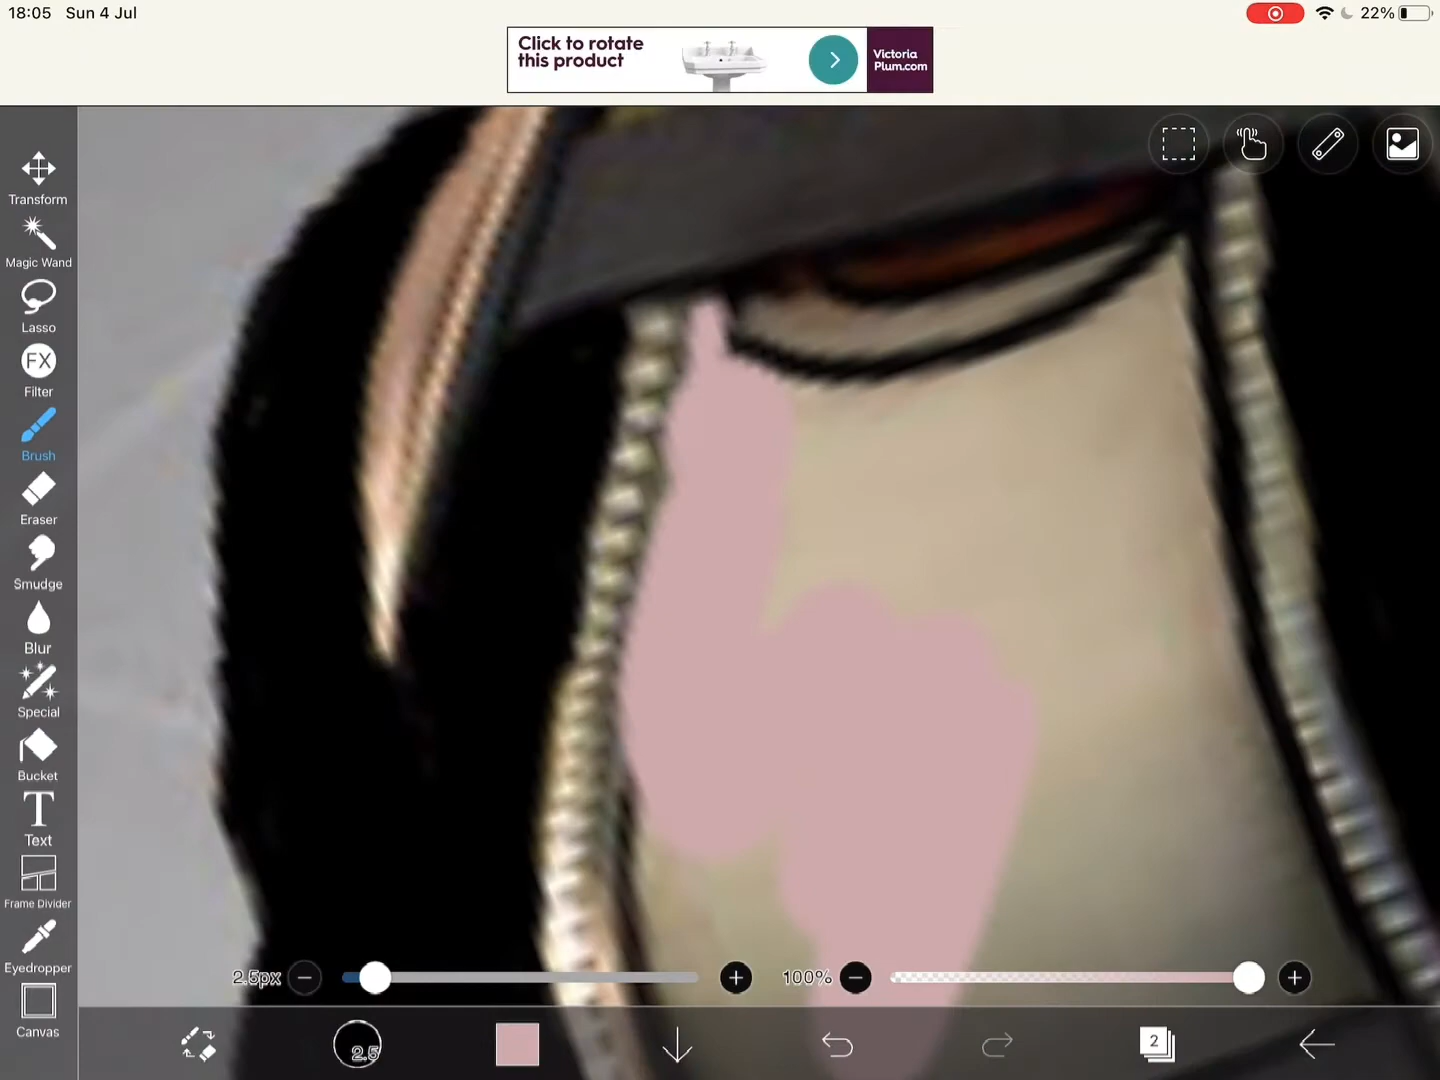 18:05 Sun 4 Jul
22%
Click to rotate
this product
Victoria
Plum.com
Transform
Magic Wand
Lasso
FX
Filter
Brush
Eraser
Smudge
Blur
Special
Bucket
T
Text
Frame Divider
Eyedropper
Canvas
2.5px
100%
2.5
2